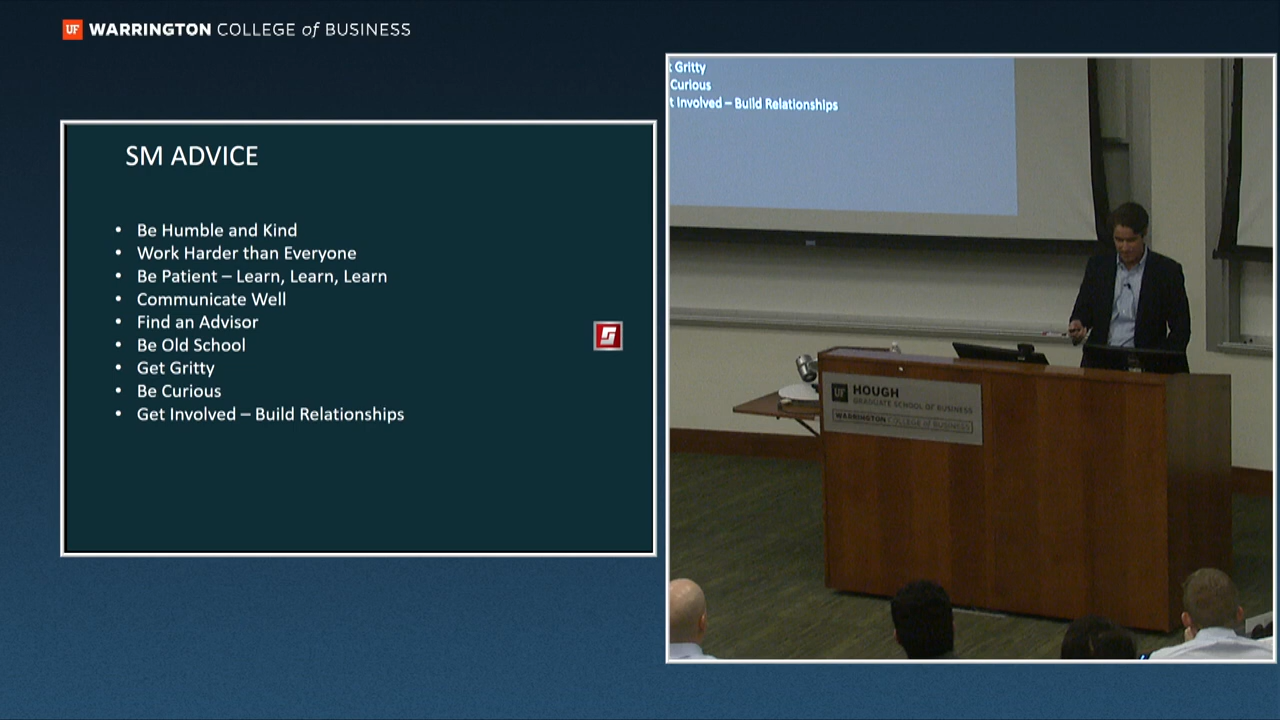 UF WARRINGTON COLLEGE of BUSINESS
SM ADVICE
• Be Humble and Kind
• Work Harder than Everyone
• Be Patient – Learn, Learn, Learn
• Communicate Well
• Find an Advisor
• Be Old School
• Get Gritty
• Be Curious
• Get Involved – Build Relationships
t Gritty
Curious
t Involved – Build Relationships
UF HOUGH
GRADUATE SCHOOL OF BUSINESS
WARRINGTON COLLEGE of BUSINESS